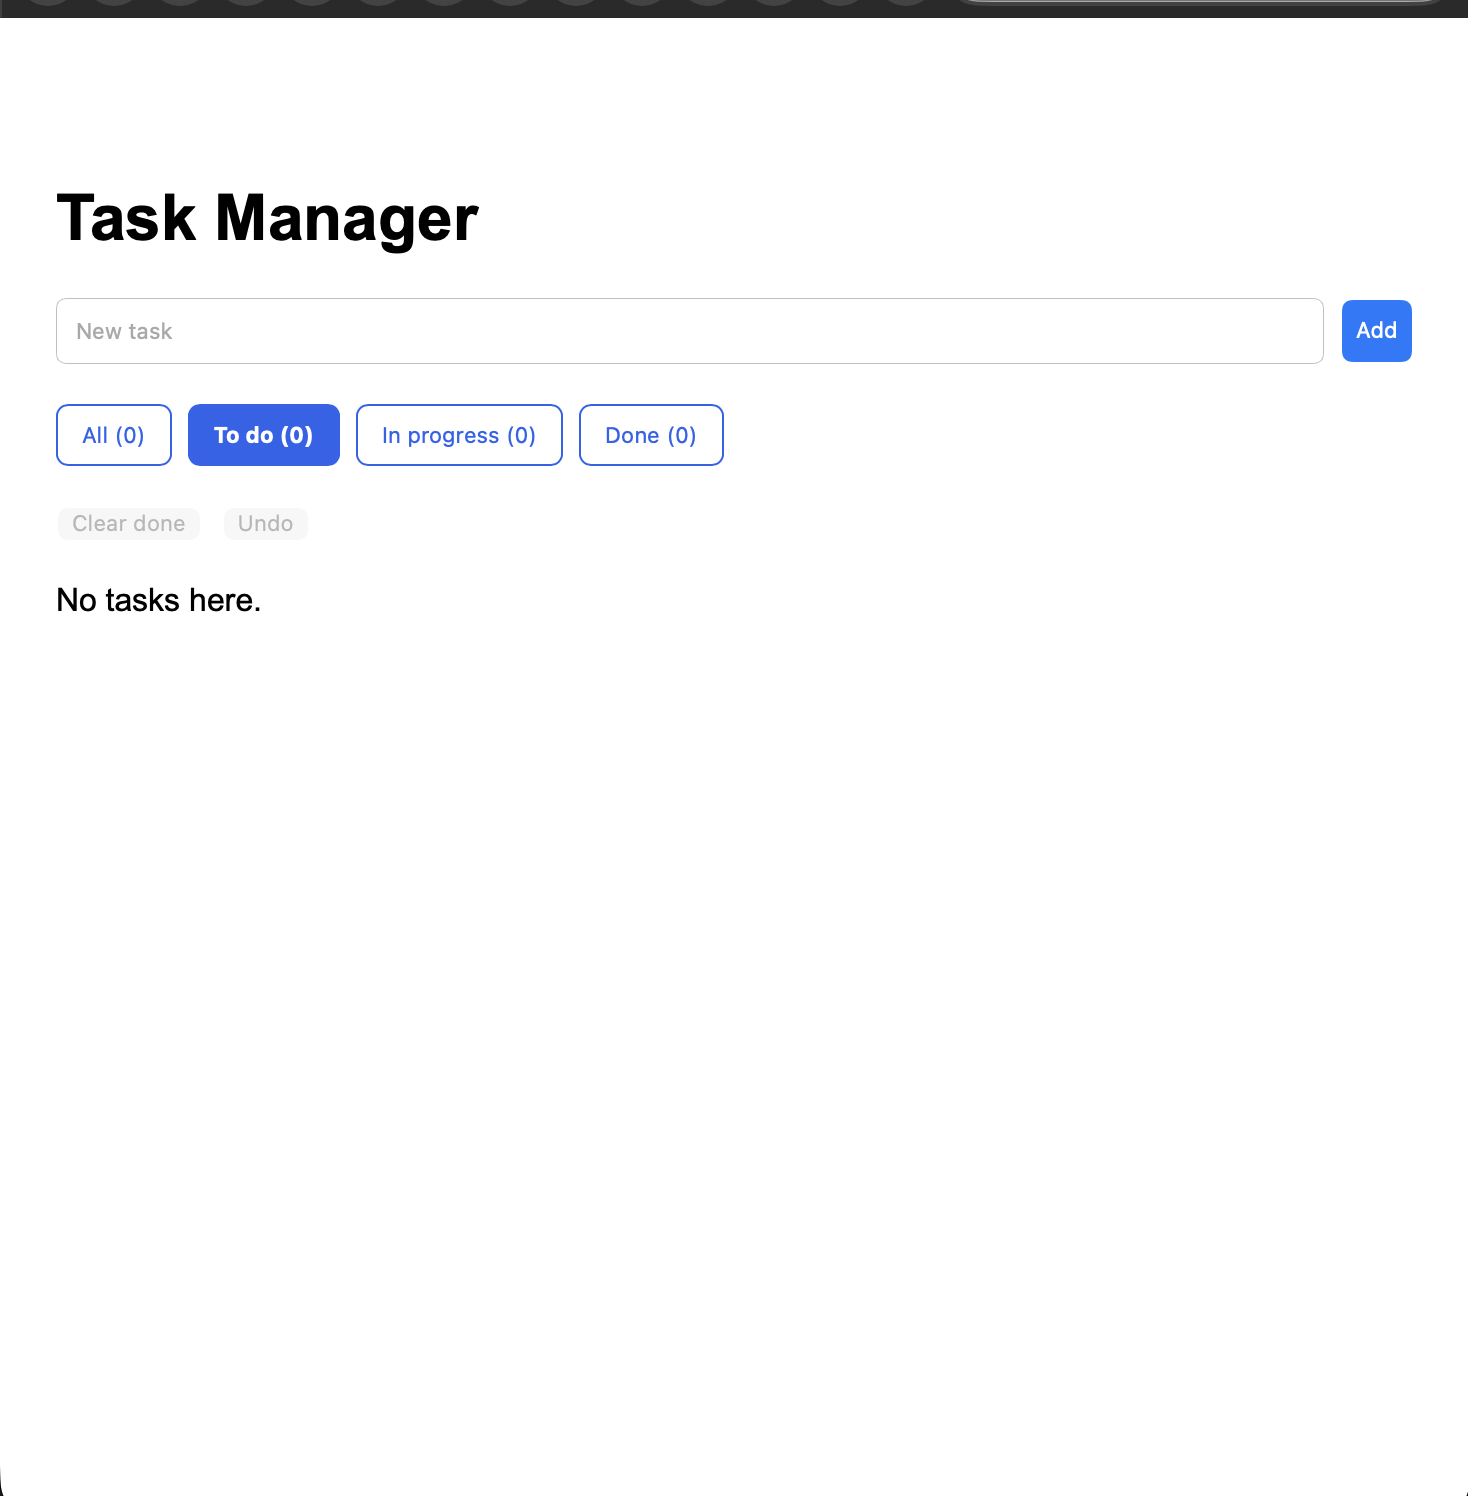 Task Manager
New task
Add
All (0)
To do (0)
In progress (0)
Done (0)
Clear done
Undo
No tasks here.